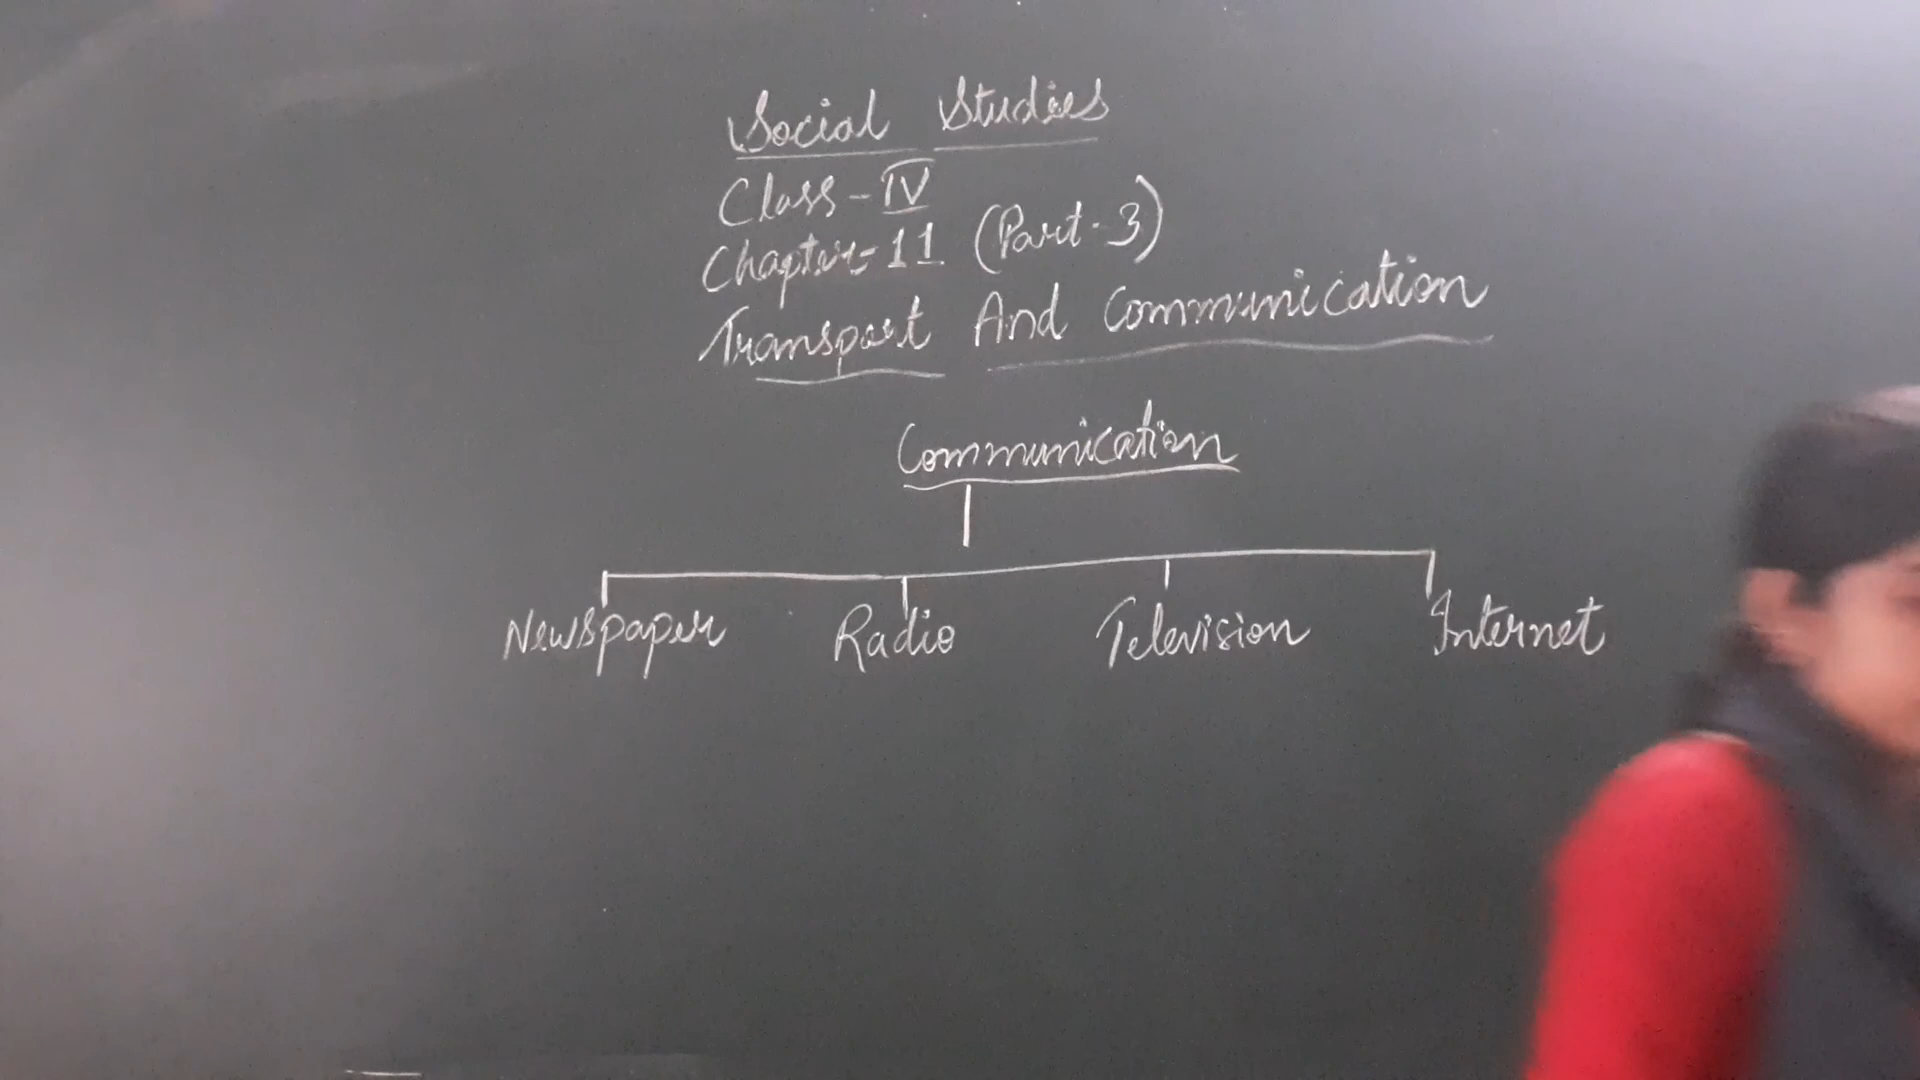 Social Studies
Class - IV
Chapter-11 (Part-3)
Transport And Communication
Communication
Newspaper Radio Television Internet